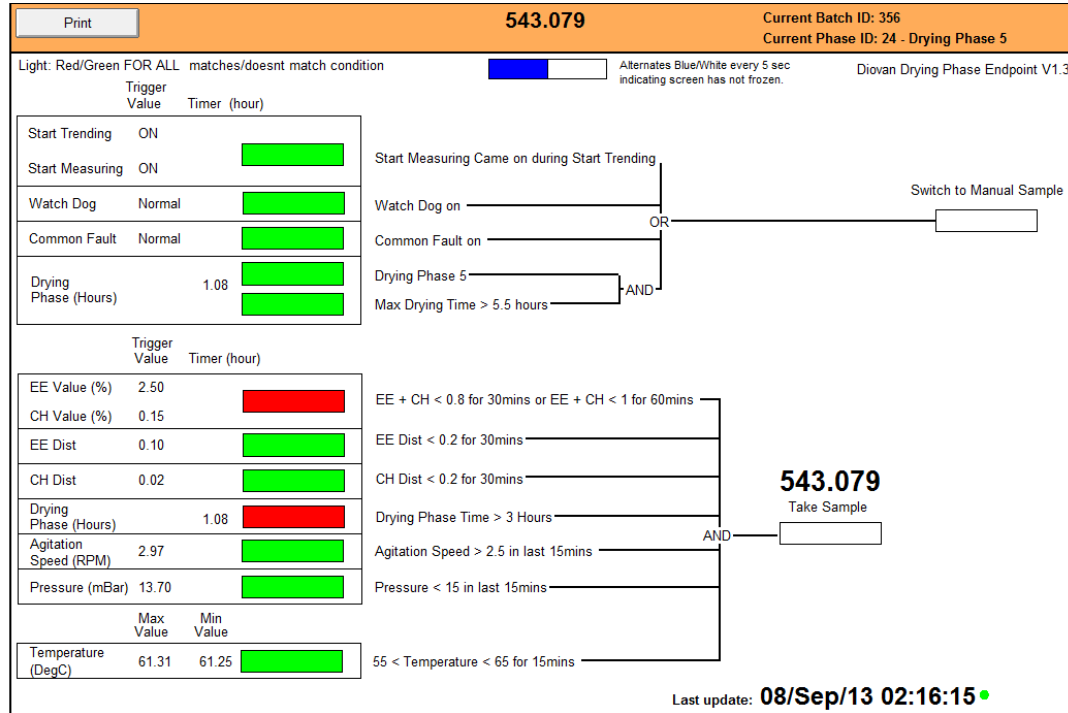 Print
543.079
Current Batch ID: 356
Current Phase ID: 24 - Drying Phase 5
Light: Red/Green FOR ALL matches/doesnt match condition
Alternates Blue/White every 5 sec
indicating screen has not frozen.
Diovan Drying Phase Endpoint V1.3
Trigger
Value Timer (hour)
Start Trending ON
Start Measuring ON
Start Measuring Came on during Start Trending
Watch Dog Normal
Watch Dog on
Switch to Manual Sample
OR
Common Fault Normal
Common Fault on
Drying
Phase (Hours) 1.08
Drying Phase 5
AND
Max Drying Time > 5.5 hours
Trigger
Value Timer (hour)
EE Value (%) 2.50
CH Value (%) 0.15
EE + CH < 0.8 for 30mins or EE + CH < 1 for 60mins
EE Dist 0.10
EE Dist < 0.2 for 30mins
CH Dist 0.02
CH Dist < 0.2 for 30mins
543.079
Take Sample
Drying
Phase (Hours) 1.08
Drying Phase Time > 3 Hours
AND
Agitation
Speed (RPM) 2.97
Agitation Speed > 2.5 in last 15mins
Pressure (mBar) 13.70
Pressure < 15 in last 15mins
Max
Value
Min
Value
Temperature
(DegC) 61.31 61.25
55 < Temperature < 65 for 15mins
Last update: 08/Sep/13 02:16:15